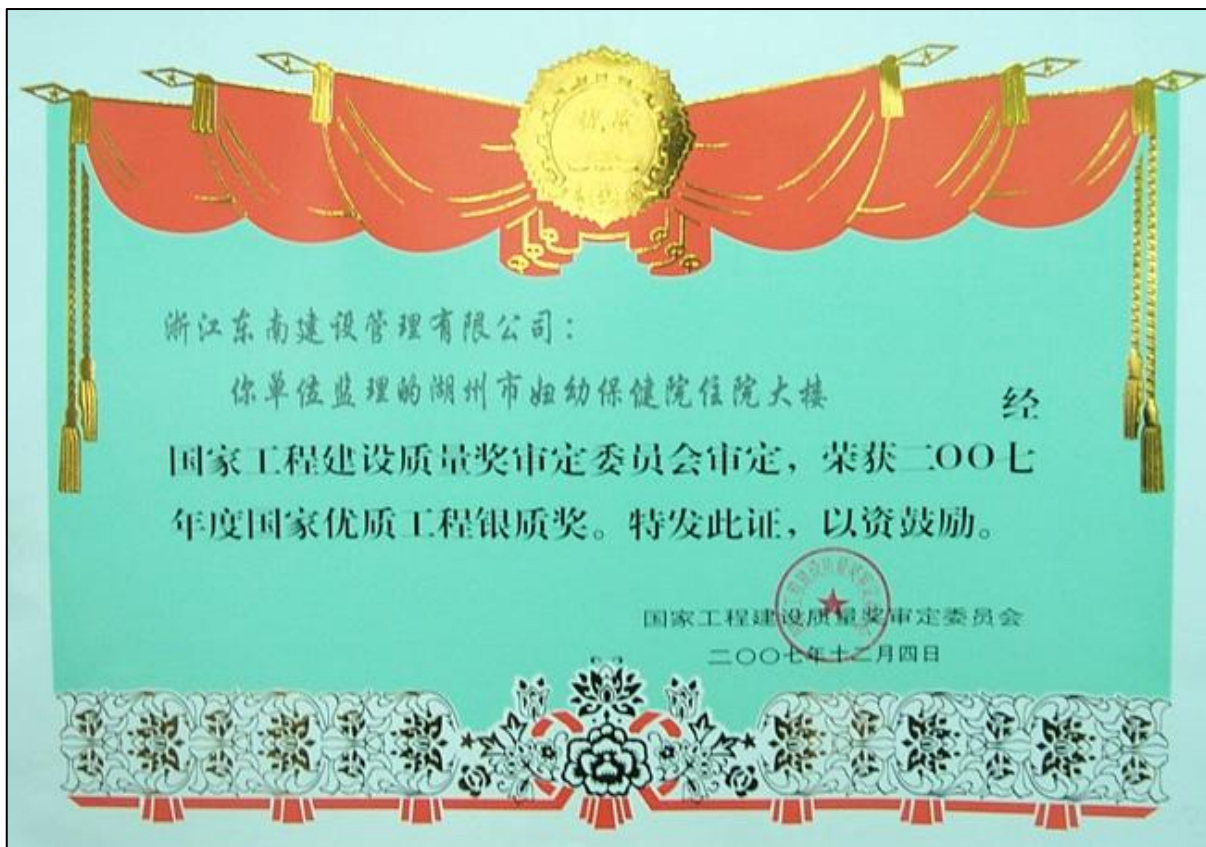 浙江东南建设管理有限公司：
你单位监理的湖州市妇幼保健院住院大楼 经
国家工程建设质量奖审定委员会审定，荣获二〇〇七
年度国家优质工程银质奖。特发此证，以资鼓励。
国家工程建设质量奖审定委员会
二〇〇七年十二月四日